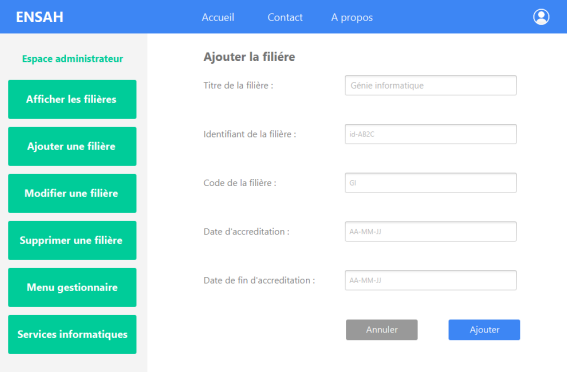 ENSAH
Accueil
Contact
A propos
Espace administrateur
Afficher les filières
Ajouter une filière
Modifier une filière
Supprimer une filière
Menu gestionnaire
Services informatiques
Ajouter la filiére
Titre de la filière :
Génie informatique
Identifiant de la filière :
id-AB2C
Code de la filière :
GI
Date d'accreditation :
AA-MM-JJ
Date de fin d'accreditation :
AA-MM-JJ
Annuler
Ajouter